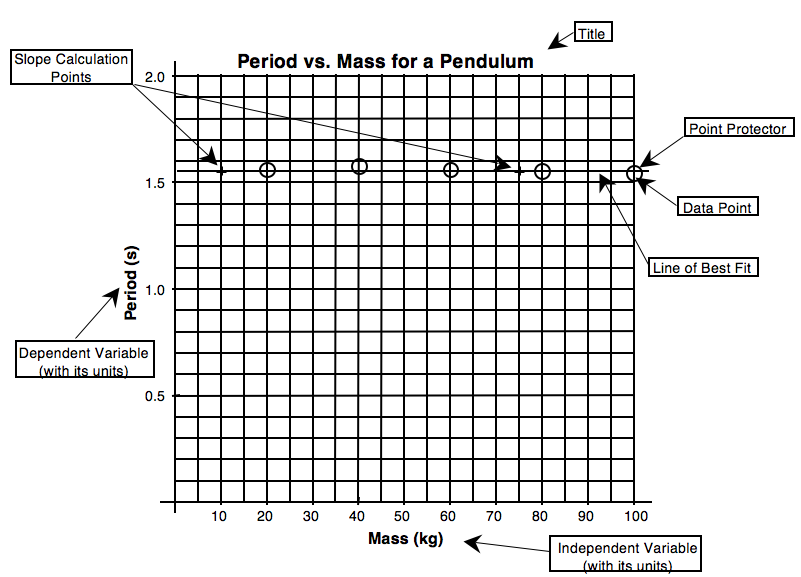 Title
Period vs. Mass for a Pendulum
Slope Calculation
Points
2.0
Point Protector
1.5
Data Point
Line of Best Fit
Period (s)
1.0
Dependent Variable
(with its units)
0.5
10 20 30 40 50 60 70 80 90 100
Mass (kg)
Independent Variable
(with its units)